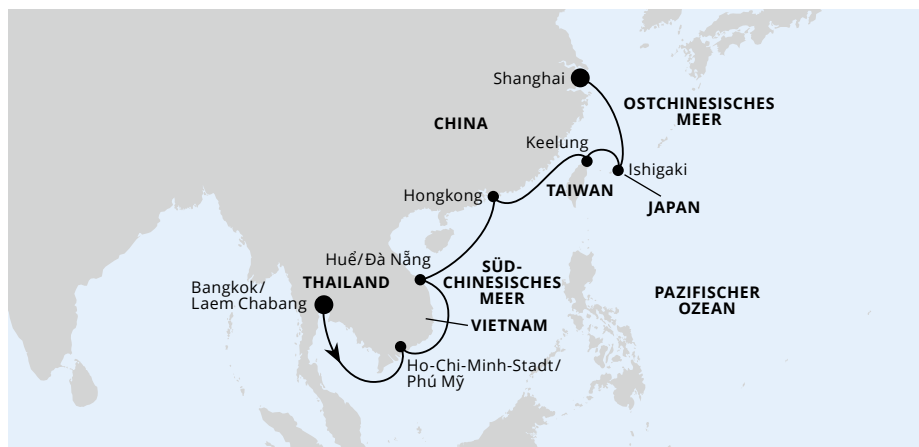 Shanghai
OSTCHINESISCHES
MEER
CHINA
Keelung
Ishigaki
TAIWAN
Hongkong
JAPAN
Huế/Đà Nẵng
SÜD-
CHINESISCHES
MEER
THAILAND
Bangkok/
Laem Chabang
PAZIFISCHER
OZEAN
VIETNAM
Ho-Chi-Minh-Stadt/
Phú Mỹ